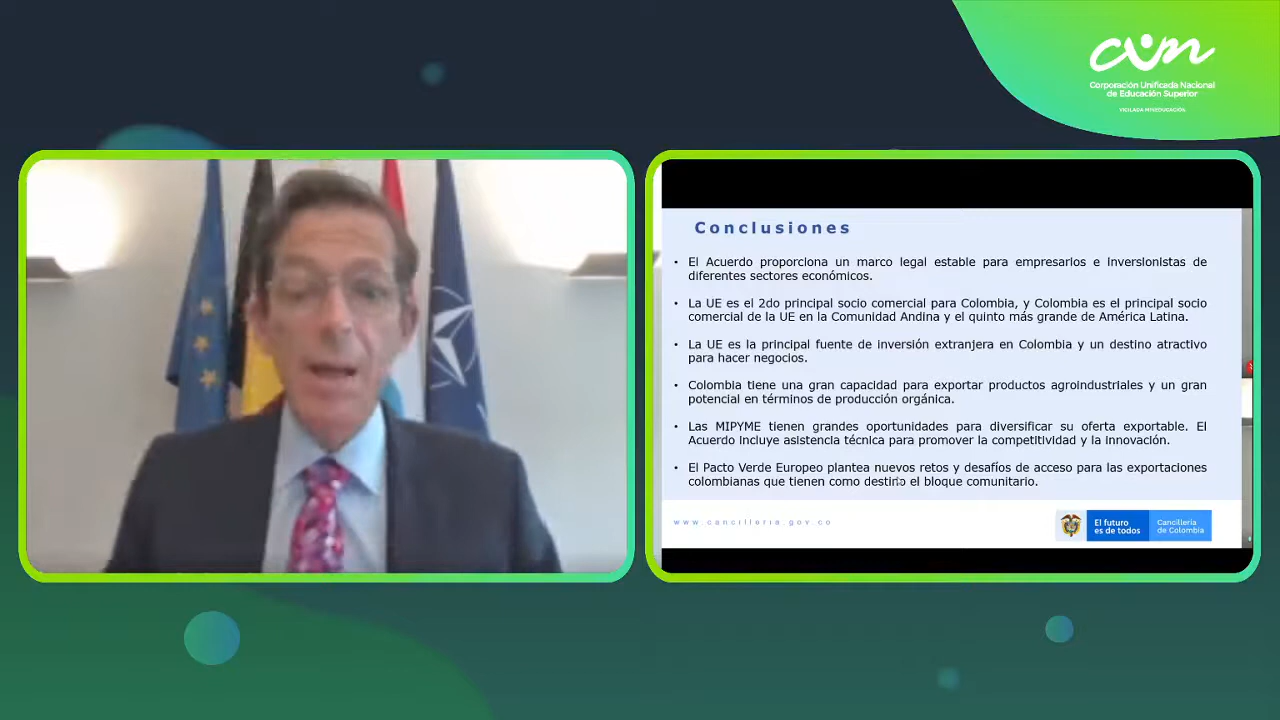 cun
Corporación Unificada Nacional
de Educación Superior
VIGILADA MINEDUCACIÓN
Conclusiones
• El Acuerdo proporciona un marco legal estable para empresarios e inversionistas de
diferentes sectores económicos.
• La UE es el 2do principal socio comercial para Colombia, y Colombia es el principal socio
comercial de la UE en la Comunidad Andina y el quinto más grande de América Latina.
• La UE es la principal fuente de inversión extranjera en Colombia y un destino atractivo
para hacer negocios.
• Colombia tiene una gran capacidad para exportar productos agroindustriales y un gran
potencial en términos de producción orgánica.
• Las MIPYME tienen grandes oportunidades para diversificar su oferta exportable. El
Acuerdo incluye asistencia técnica para promover la competitividad y la innovación.
• El Pacto Verde Europeo plantea nuevos retos y desafíos de acceso para las exportaciones
colombianas que tienen como destino el bloque comunitario.
www.cancilleria.gov.co
El futuro
es de todos
Cancillería
de Colombia